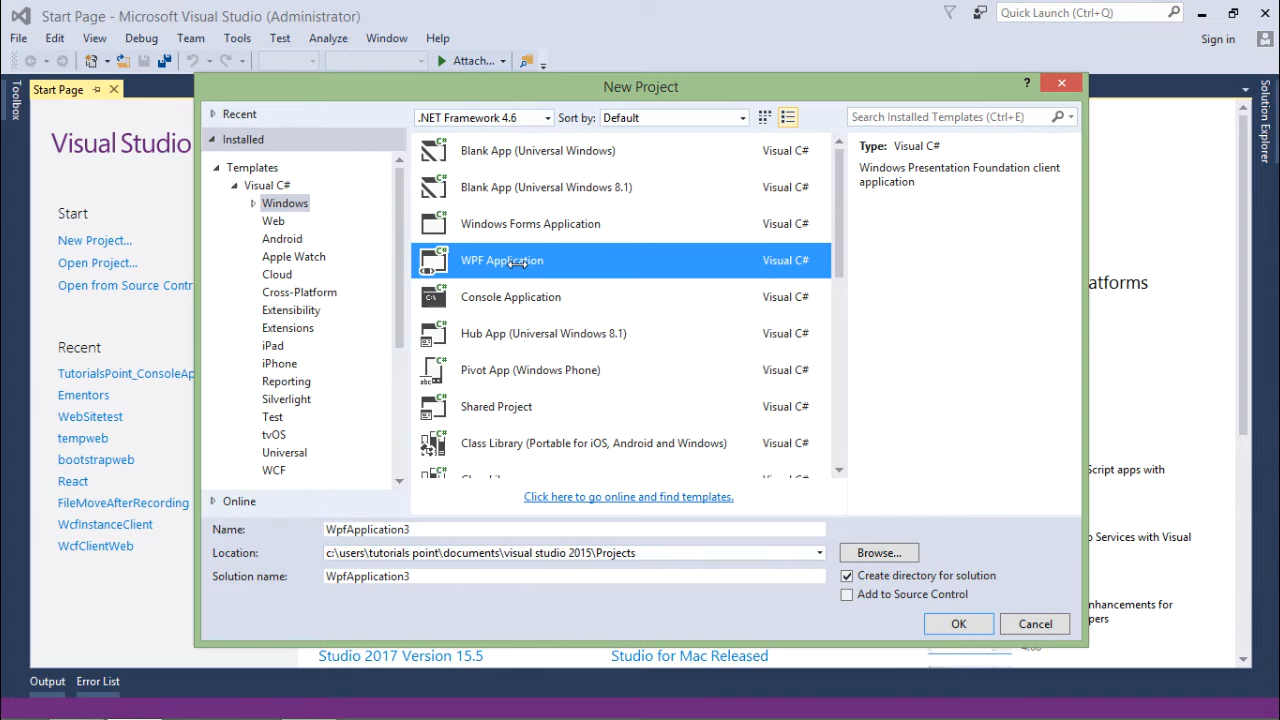 Start Page - Microsoft Visual Studio (Administrator)
Quick Launch (Ctrl+Q)
File Edit View Debug Team Tools Test Analyze Window Help
Sign in
Attach...
Toolbox
Start Page
Solution Explorer
Visual Studio
Start
New Project...
Open Project...
Open from Source Contr
Recent
TutorialsPoint_ConsoleAp
Ementors
WebSitetest
tempweb
bootstrapweb
React
FileMoveAfterRecording
WcfInstanceClient
WcfClientWeb
New Project
?
Recent
Installed
Templates
Visual C#
Windows
Web
Android
Apple Watch
Cloud
Cross-Platform
Extensibility
Extensions
iPad
iPhone
Reporting
Silverlight
Test
tvOS
Universal
WCF
Online
.NET Framework 4.6 Sort by: Default
Blank App (Universal Windows) Visual C#
Blank App (Universal Windows 8.1) Visual C#
Windows Forms Application Visual C#
WPF Application Visual C#
Console Application Visual C#
Hub App (Universal Windows 8.1) Visual C#
Pivot App (Windows Phone) Visual C#
Shared Project Visual C#
Class Library (Portable for iOS, Android and Windows) Visual C#
Click here to go online and find templates.
Search Installed Templates (Ctrl+E)
Type: Visual C#
Windows Presentation Foundation client
application
Name: WpfApplication3
Location: c:\users\tutorials point\documents\visual studio 2015\Projects
Browse...
Solution name: WpfApplication3
Create directory for solution
Add to Source Control
OK Cancel
atforms
Script apps with
o Services with Visual
nhancements for
pers
Studio 2017 Version 15.5
Studio for Mac Released
Output Error List